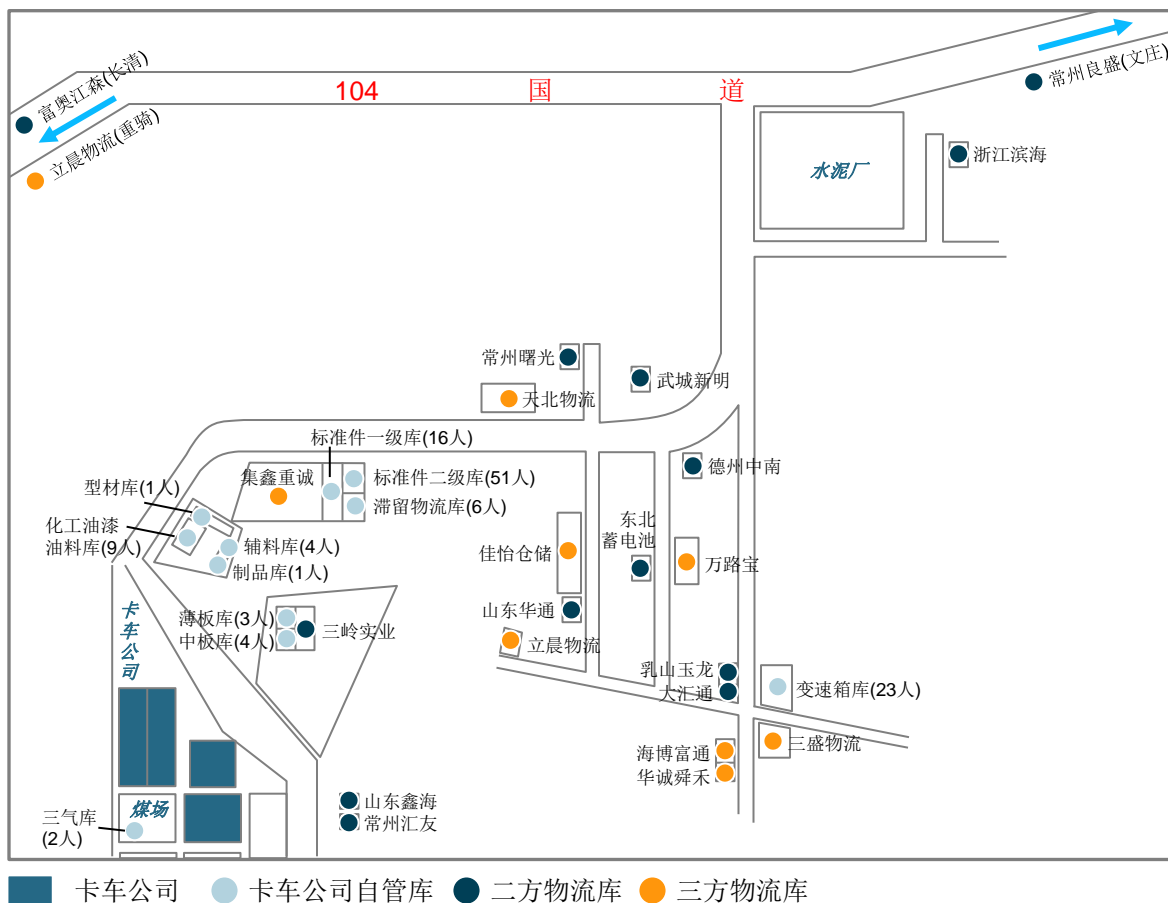 富奥江森(长清)
立晨物流(重骑)
104 国 道
常州良盛(文庄)
水泥厂
浙江滨海
常州曙光
武城新明
天北物流
标准件一级库(16人)
集鑫重诚
标准件二级库(51人)
滞留物流库(6人)
德州中南
型材库(1人)
化工油漆
油料库(9人)
辅料库(4人)
制品库(1人)
佳怡仓储
东北
蓄电池
万路宝
卡车公司
薄板库(3人)
中板库(4人)
三岭实业
山东华通
立晨物流
乳山玉龙
大汇通
变速箱库(23人)
海博富通
华诚舜禾
三盛物流
煤场
三气库
(2人)
山东鑫海
常州汇友
卡车公司 卡车公司自管库 二方物流库 三方物流库